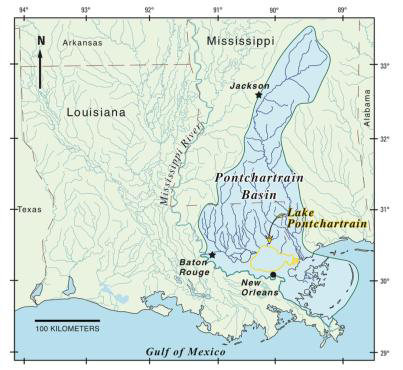 94° 93° 92° 91° 90° 89°
N
Arkansas
Mississippi
33°
Jackson
Alabama
Louisiana
Mississippi River
32°
Pontchartrain
Basin
Texas
31°
Lake
Pontchartrain
Baton
Rouge
New
Orleans
30°
100 KILOMETERS
Gulf of Mexico
29°